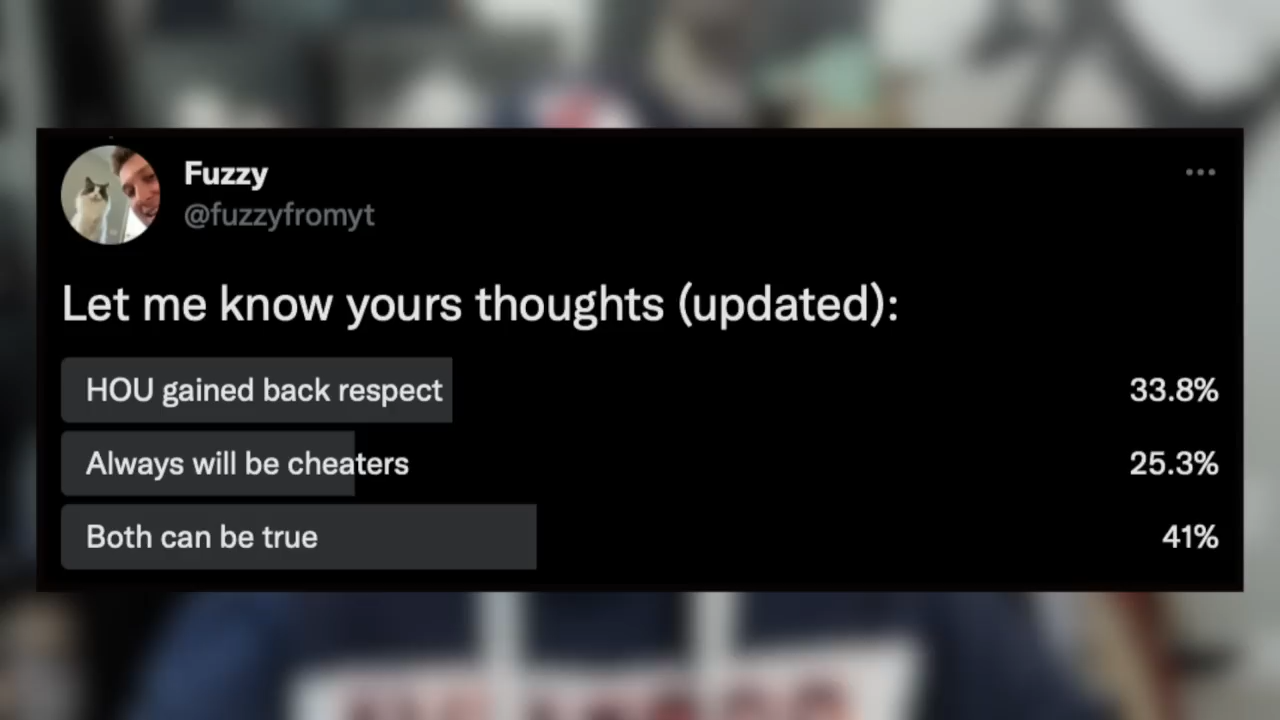 Fuzzy
@fuzzyfromyt
Let me know yours thoughts (updated):
HOU gained back respect 33.8%
Always will be cheaters 25.3%
Both can be true 41%